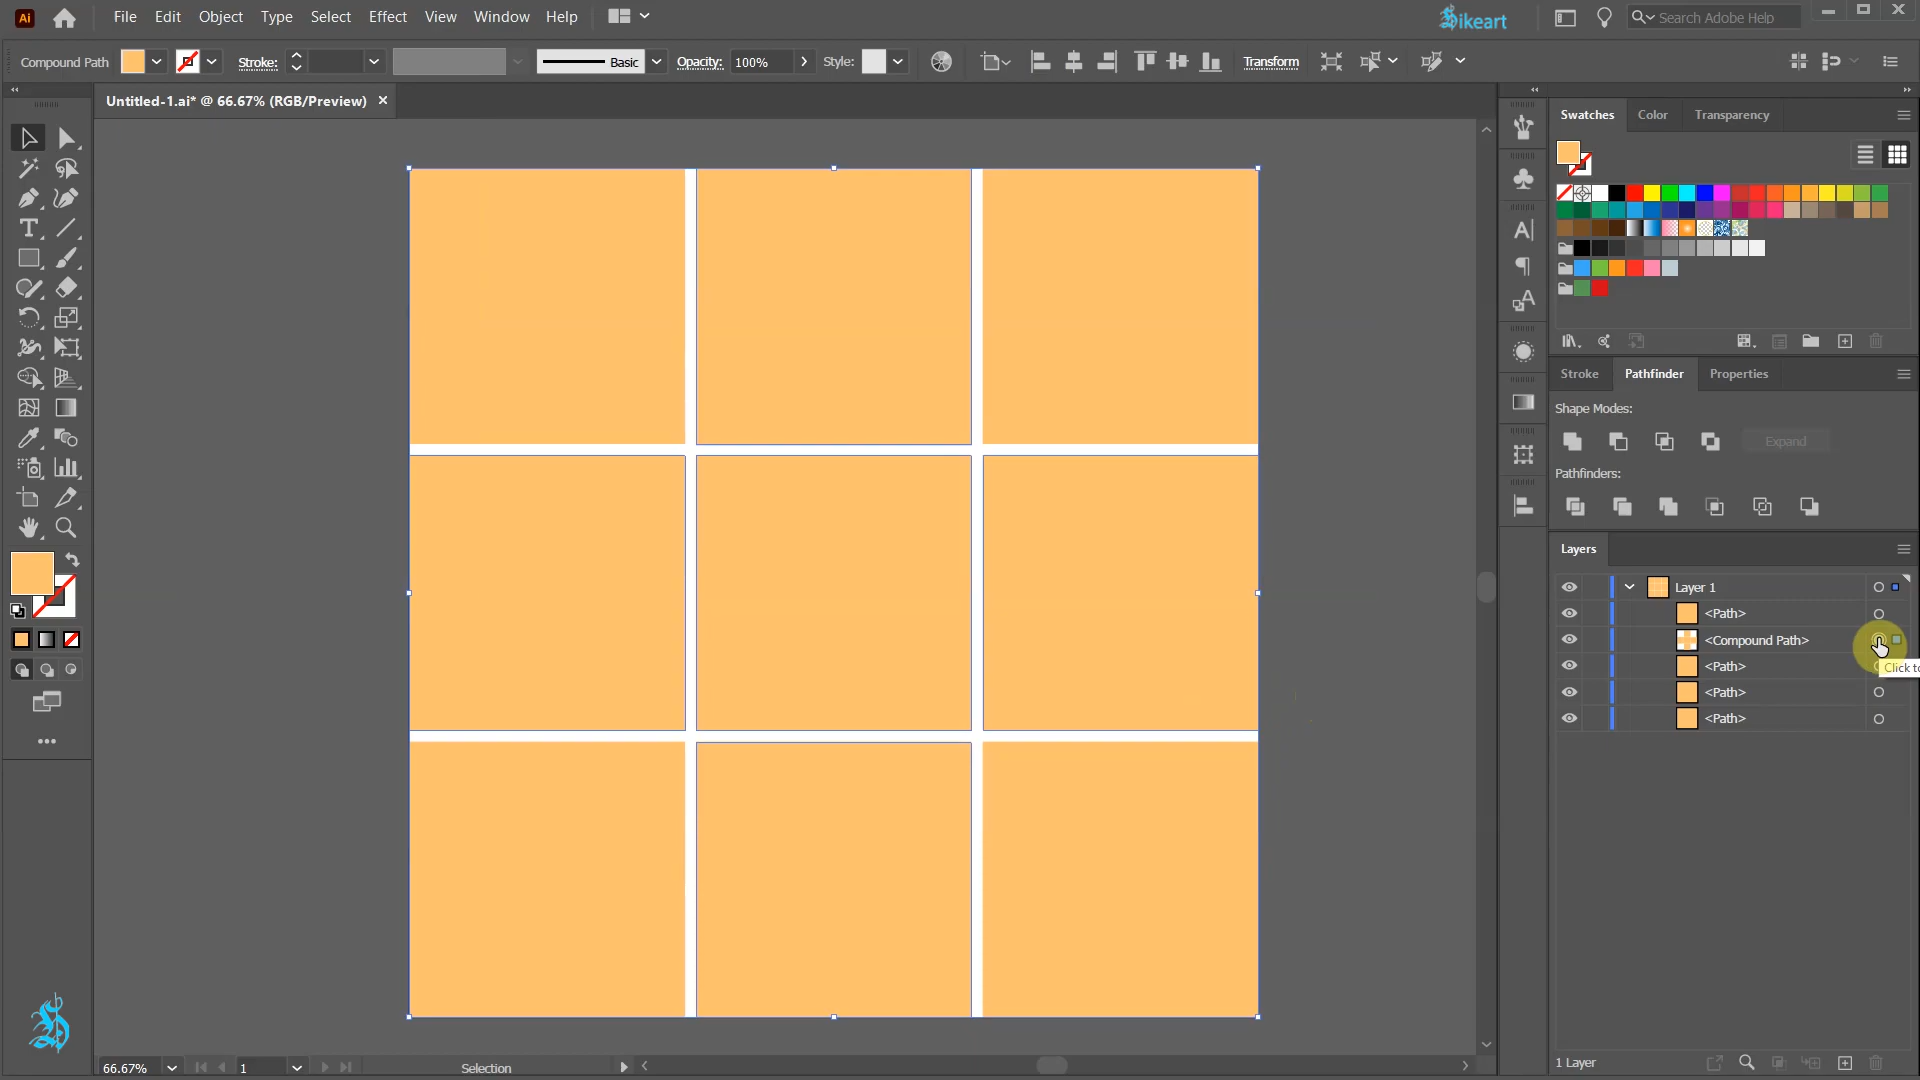 Ai File Edit Object Type Select Effect View Window Help
Sikeart
Search Adobe Help
Compound Path
Stroke:
Basic
Opacity: 100%
Style:
Transform
Untitled-1.ai* @ 66.67% (RGB/Preview)
Swatches Color Transparency
Stroke Pathfinder Properties
Shape Modes:
Expand
Pathfinders:
Layers
Layer 1
<Path>
<Compound Path>
<Path>
Click to
<Path>
<Path>
1 Layer
66.67%
1
Selection